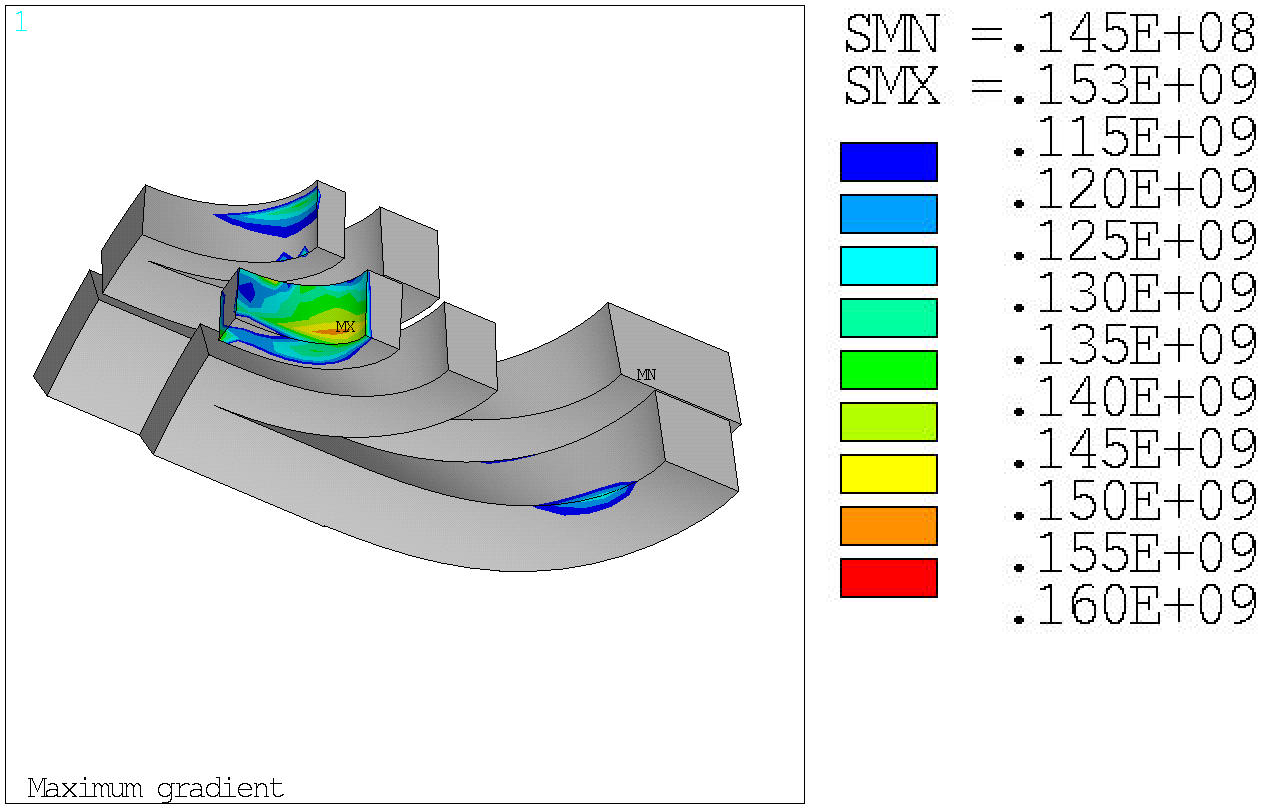 1
SMN =.145E+08
SMX =.153E+09
.115E+09
.120E+09
.125E+09
.130E+09
.135E+09
.140E+09
.145E+09
.150E+09
.155E+09
.160E+09
MX
MN
Maximum gradient